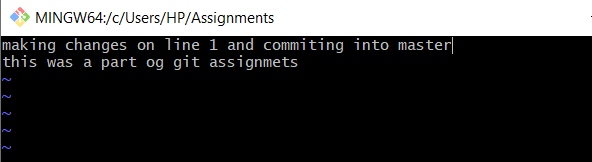 MINGW64:/c/Users/HP/Assignments
making changes on line 1 and commiting into master
this was a part og git assignmets
~
~
~
~
~